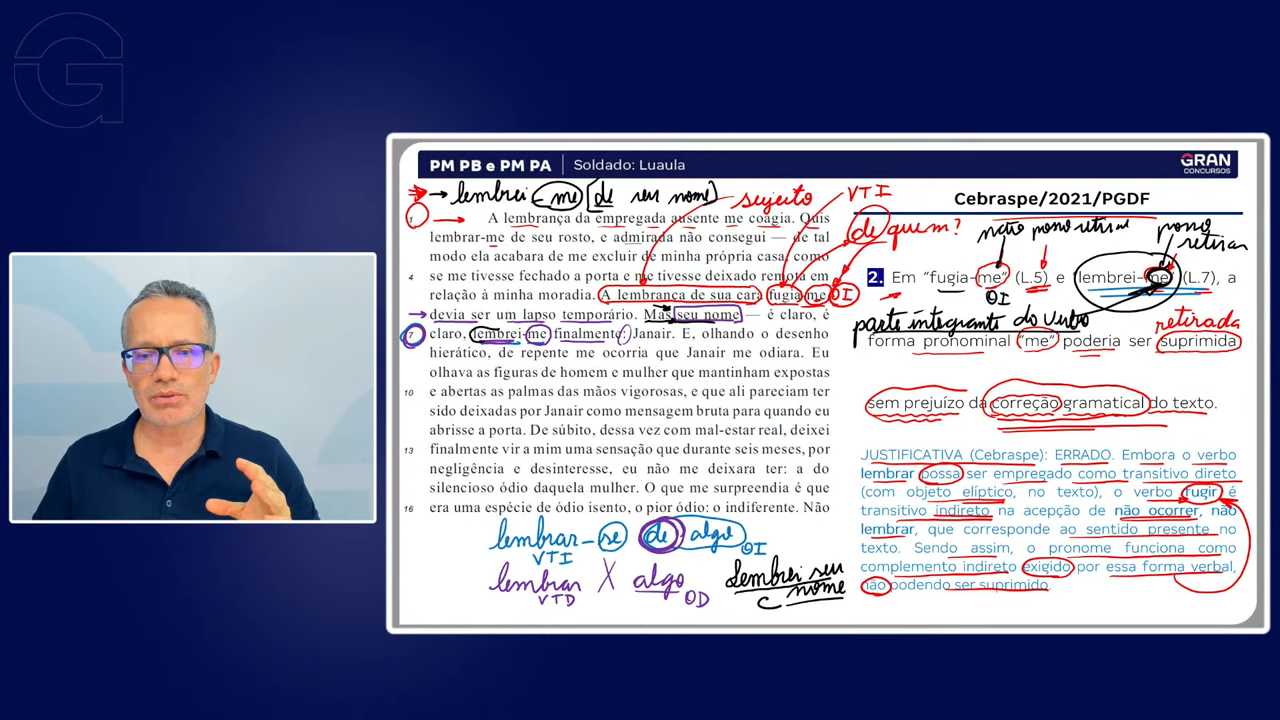 PM PB e PM PA | Soldado: Luaula
GRAN
CONCURSOS
→ lembrei-me [de seu nome)
sujeito
VTI
1 A lembrança da empregada ausente me coagia. Quis
lembrar-me de seu rosto, e admirada não consegui — de tal
modo ela acabara de me excluir de minha própria casa, como
4 se me tivesse fechado a porta e me tivesse deixado remota em
relação à minha moradia. A lembrança de sua cara fugia-me OI
devia ser um lapso temporário. Mas seu nome — é claro, é
7 claro, lembrei-me finalmente: Janair. E, olhando o desenho
hierático, de repente me ocorria que Janair me odiara. Eu
olhava as figuras de homem e mulher que mantinham expostas
10 e abertas as palmas das mãos vigorosas, e que ali pareciam ter
sido deixadas por Janair como mensagem bruta para quando eu
abrisse a porta. De súbito, dessa vez com mal-estar real, deixei
13 finalmente vir a mim uma sensação que durante seis meses, por
negligência e desinteresse, eu não me deixara ter: a do
silencioso ódio daquela mulher. O que me surpreendia é que
16 era uma espécie de ódio isento, o pior ódio: o indiferente. Não
lembrar-se de algo OI
VTI
lembrar X algo OD
VTD
Lembrei seu
nome
Cebraspe/2021/PGDF
de quem?
não posso retirar
posso
retirar
2. Em “fugia-me” (L.5) e “lembrei-me” (L.7), a
OI
parte integrante do verbo
retirada
forma pronominal “me” poderia ser suprimida
sem prejuízo da correção gramatical do texto.
JUSTIFICATIVA (Cebraspe): ERRADO. Embora o verbo
lembrar possa ser empregado como transitivo direto
(com objeto elíptico, no texto), o verbo fugir é
transitivo indireto na acepção de não ocorrer, não
lembrar, que corresponde ao sentido presente no
texto. Sendo assim, o pronome funciona como
complemento indireto exigido por essa forma verbal,
não podendo ser suprimido.